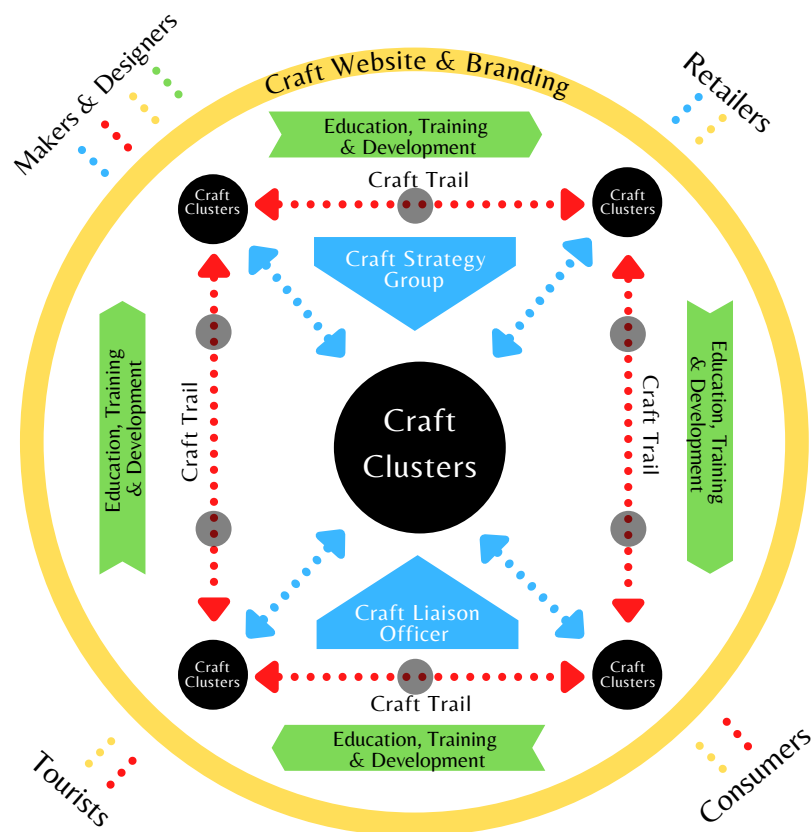 Craft Website & Branding
Makers & Designers
Retailers
Education, Training
& Development
Craft Trail
Craft
Clusters
Craft
Clusters
Craft Strategy
Group
Education, Training
& Development
Craft Trail
Craft
Clusters
Craft Trail
Education, Training
& Development
Craft Liaison
Officer
Craft
Clusters
Craft
Clusters
Craft Trail
Education, Training
& Development
Tourists
Consumers